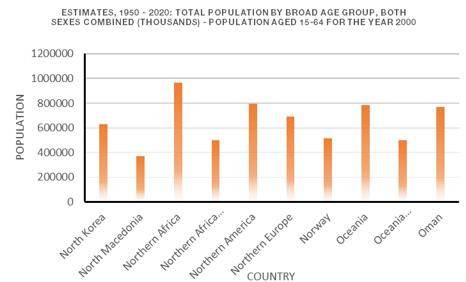 ESTIMATES, 1950 - 2020: TOTAL POPULATION BY BROAD AGE GROUP, BOTH
SEXES COMBINED (THOUSANDS) - POPULATION AGED 15-64 FOR THE YEAR 2000
POPULATION
1200000
1000000
800000
600000
400000
200000
0
North Korea
North Macedonia
Northern Africa
Northern Africa...
Northern America
Northern Europe
Norway
Oceania
Oceania...
Oman
COUNTRY